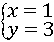 {x = 1
y = 3